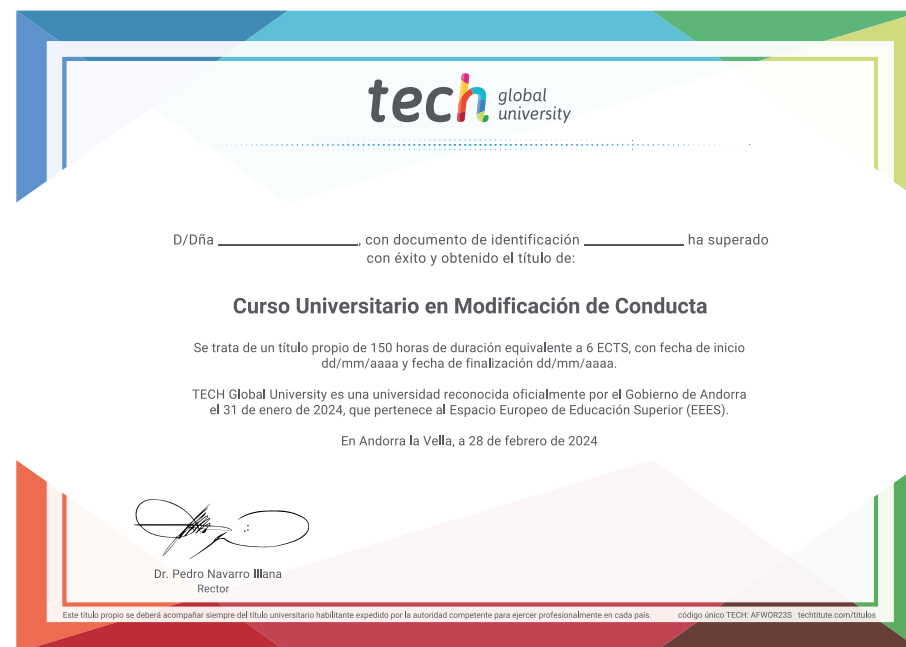 tech global university
D/Dña ____________________, con documento de identificación ______________ ha superado
con éxito y obtenido el título de:
Curso Universitario en Modificación de Conducta
Se trata de un título propio de 150 horas de duración equivalente a 6 ECTS, con fecha de inicio
dd/mm/aaaa y fecha de finalización dd/mm/aaaa.
TECH Global University es una universidad reconocida oficialmente por el Gobierno de Andorra
el 31 de enero de 2024, que pertenece al Espacio Europeo de Educación Superior (EEES).
En Andorra la Vella, a 28 de febrero de 2024
Dr. Pedro Navarro Illana
Rector
Este título propio se deberá acompañar siempre del título universitario habilitante expedido por la autoridad competente para ejercer profesionalmente en cada país. código único TECH: AFWOR23S techtitute.com/titulos